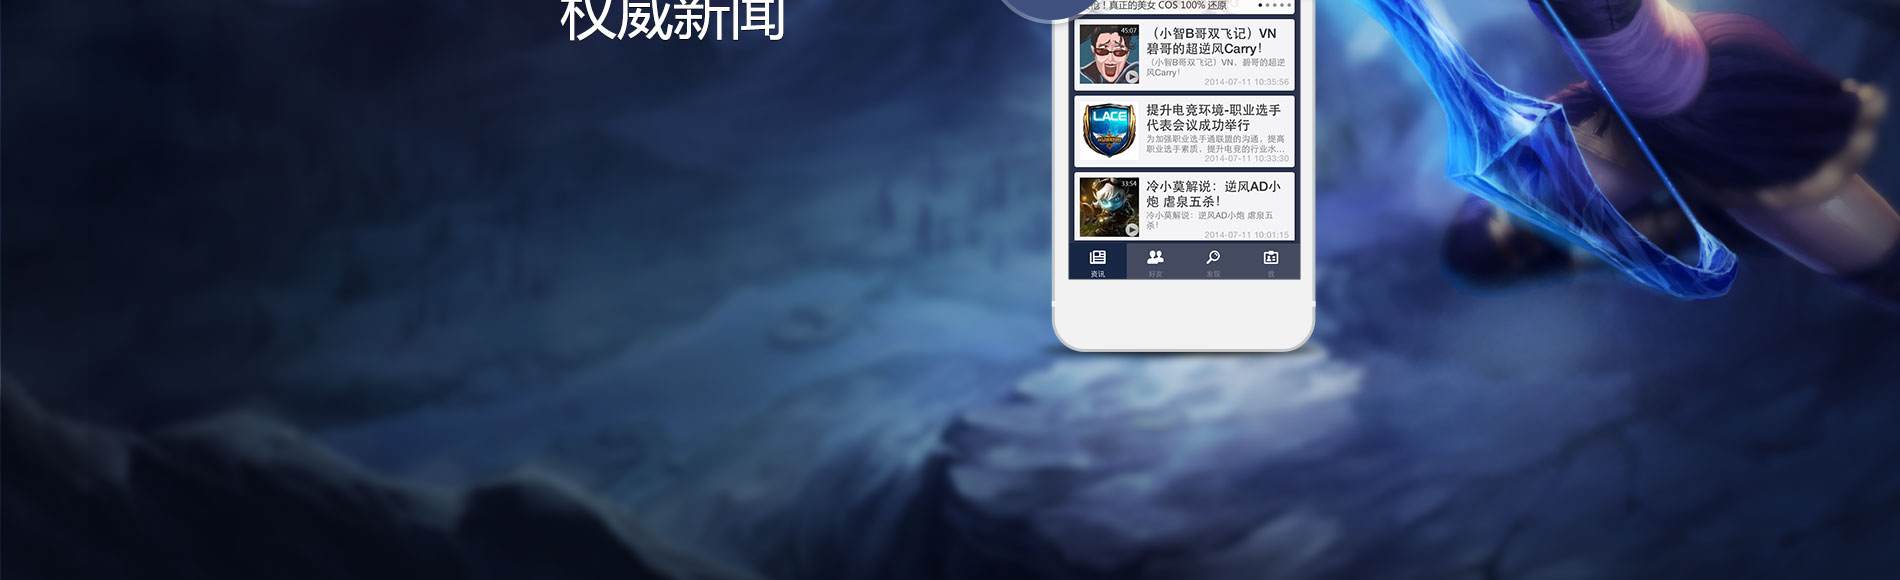 权威新闻
！真正的美女 COS 100% 还原
45:07
（小智B哥双飞记）VN
碧哥的超逆风Carry！
（小智B哥双飞记）VN，碧哥的超逆
风Carry！
2014-07-11 10:35:56
LACE
提升电竞环境-职业选手
代表会议成功举行
为加强职业选手通联盟的沟通，提高
职业选手素质，提升电竞的行业水...
2014-07-11 10:33:30
33:54
冷小莫解说：逆风AD小
炮 虐泉五杀！
冷小莫解说：逆风AD小炮 虐泉五
杀！
2014-07-11 10:01:15
资讯
好友
发现
我